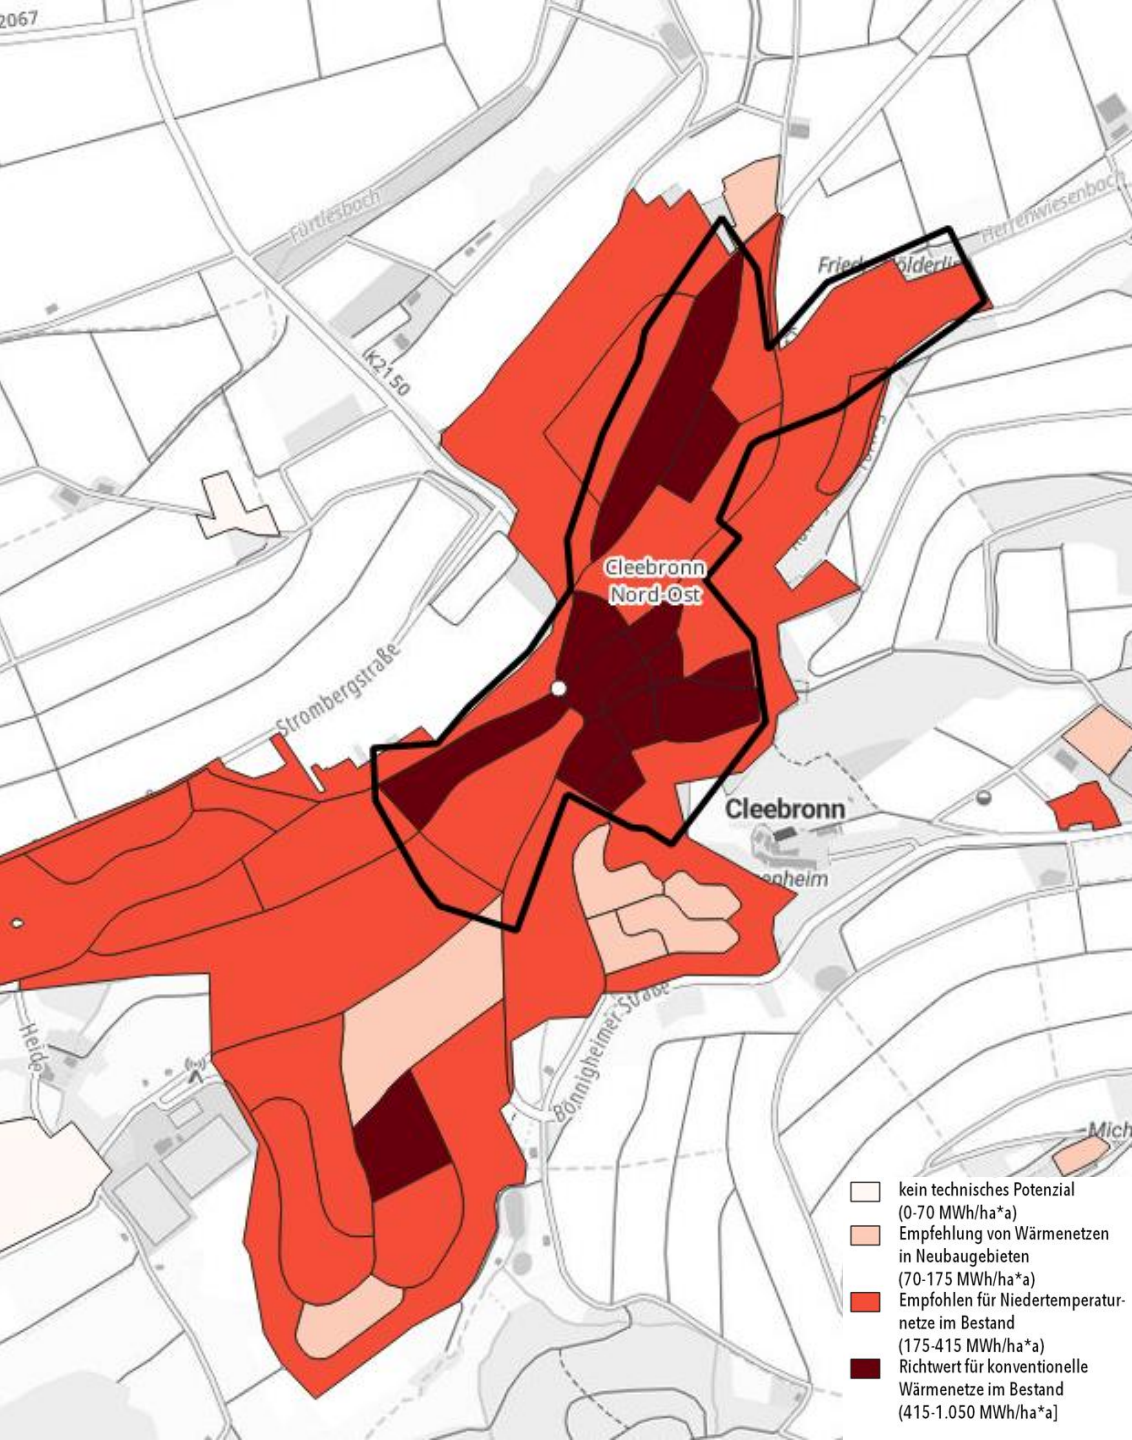 2067
Fürtlesbach
Herrenwiesenbach
K2150
Cleebronn
Nord-Ost
Strombergstraße
Cleebronn
Heide
Bönnigheimer Straße
Mich
kein technisches Potenzial
(0-70 MWh/ha*a)
Empfehlung von Wärmenetzen
in Neubaugebieten
(70-175 MWh/ha*a)
Empfohlen für Niedertemperatur-
netze im Bestand
(175-415 MWh/ha*a)
Richtwert für konventionelle
Wärmenetze im Bestand
(415-1.050 MWh/ha*a]